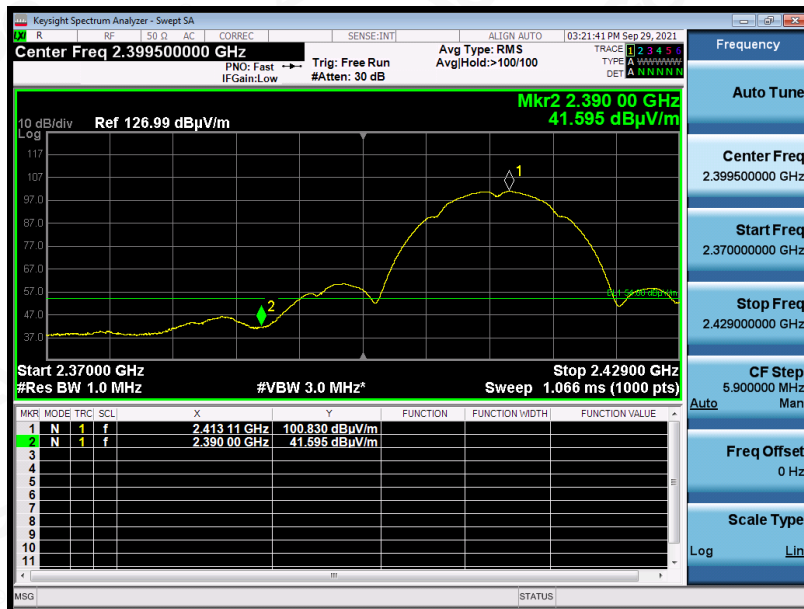 Keysight Spectrum Analyzer - Swept SA
LXI R RF 50 Ω AC CORREC SENSE:INT ALIGN AUTO 03:21:41 PM Sep 29, 2021
Center Freq 2.399500000 GHz
PNO: Fast
IFGain:Low
Trig: Free Run
#Atten: 30 dB
Avg Type: RMS
Avg|Hold:>100/100
TRACE 1 2 3 4 5 6
TYPE A WWWWW
DET A N N N N N
Mkr2 2.390 00 GHz
41.595 dBµV/m
10 dB/div Ref 126.99 dBµV/m
Log
117
107
97.0
87.0
77.0
67.0
57.0
47.0
37.0
1
2
Start 2.37000 GHz
Stop 2.42900 GHz
#Res BW 1.0 MHz
#VBW 3.0 MHz*
Sweep 1.066 ms (1000 pts)
MKR MODE TRC SCL X Y FUNCTION FUNCTION WIDTH FUNCTION VALUE
1 N 1 f 2.413 11 GHz 100.830 dBµV/m
2 N 1 f 2.390 00 GHz 41.595 dBµV/m
3
4
5
6
7
8
9
10
11
MSG STATUS
Frequency
Auto Tune
Center Freq
2.399500000 GHz
Start Freq
2.370000000 GHz
Stop Freq
2.429000000 GHz
CF Step
5.900000 MHz
Auto Man
Freq Offset
0 Hz
Scale Type
Log Lin